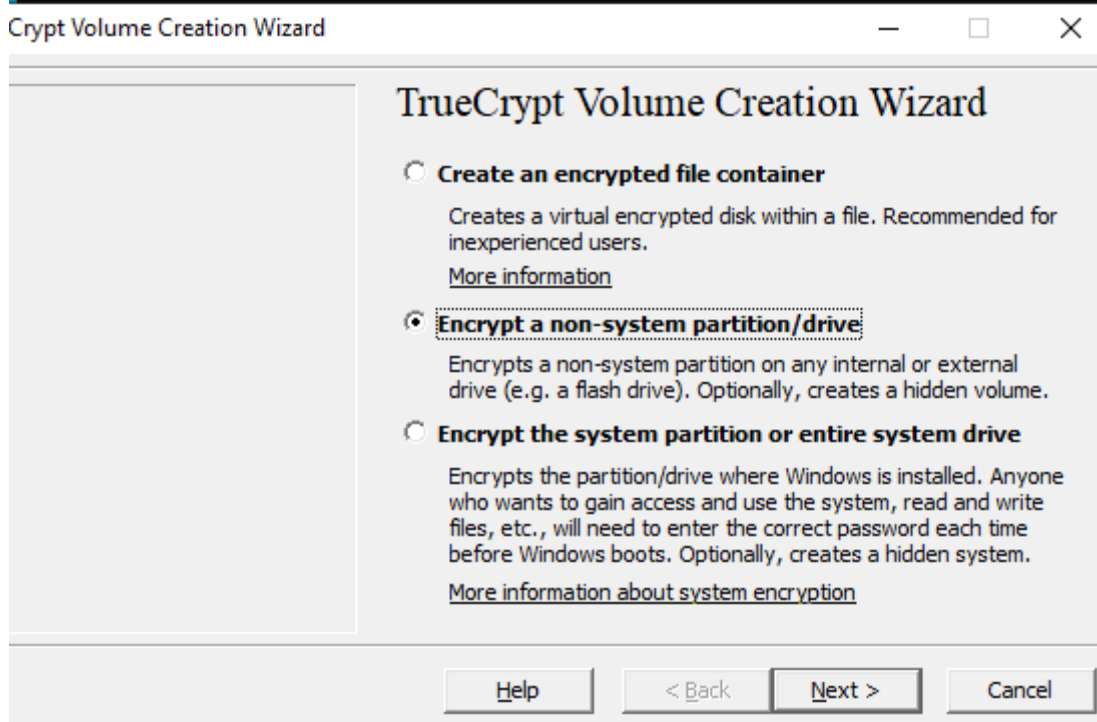 Crypt Volume Creation Wizard
TrueCrypt Volume Creation Wizard
Create an encrypted file container
Creates a virtual encrypted disk within a file. Recommended for
inexperienced users.
More information
Encrypt a non-system partition/drive
Encrypts a non-system partition on any internal or external
drive (e.g. a flash drive). Optionally, creates a hidden volume.
Encrypt the system partition or entire system drive
Encrypts the partition/drive where Windows is installed. Anyone
who wants to gain access and use the system, read and write
files, etc., will need to enter the correct password each time
before Windows boots. Optionally, creates a hidden system.
More information about system encryption
Help
< Back
Next >
Cancel